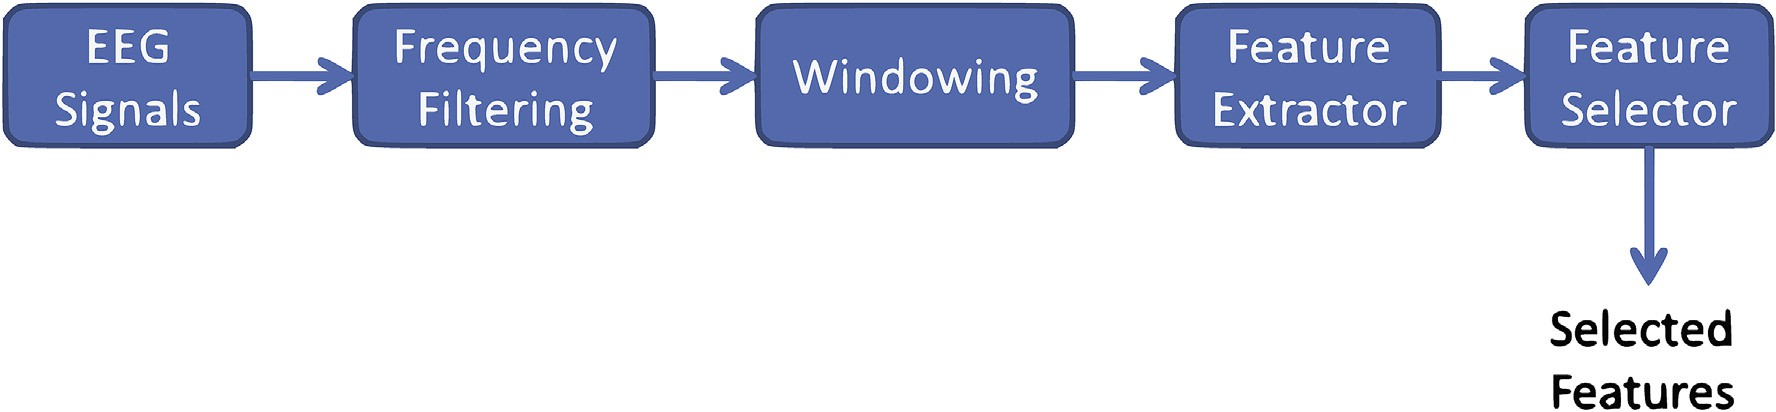 EEG
Signals
Frequency
Filtering
Windowing
Feature
Extractor
Feature
Selector
Selected
Features